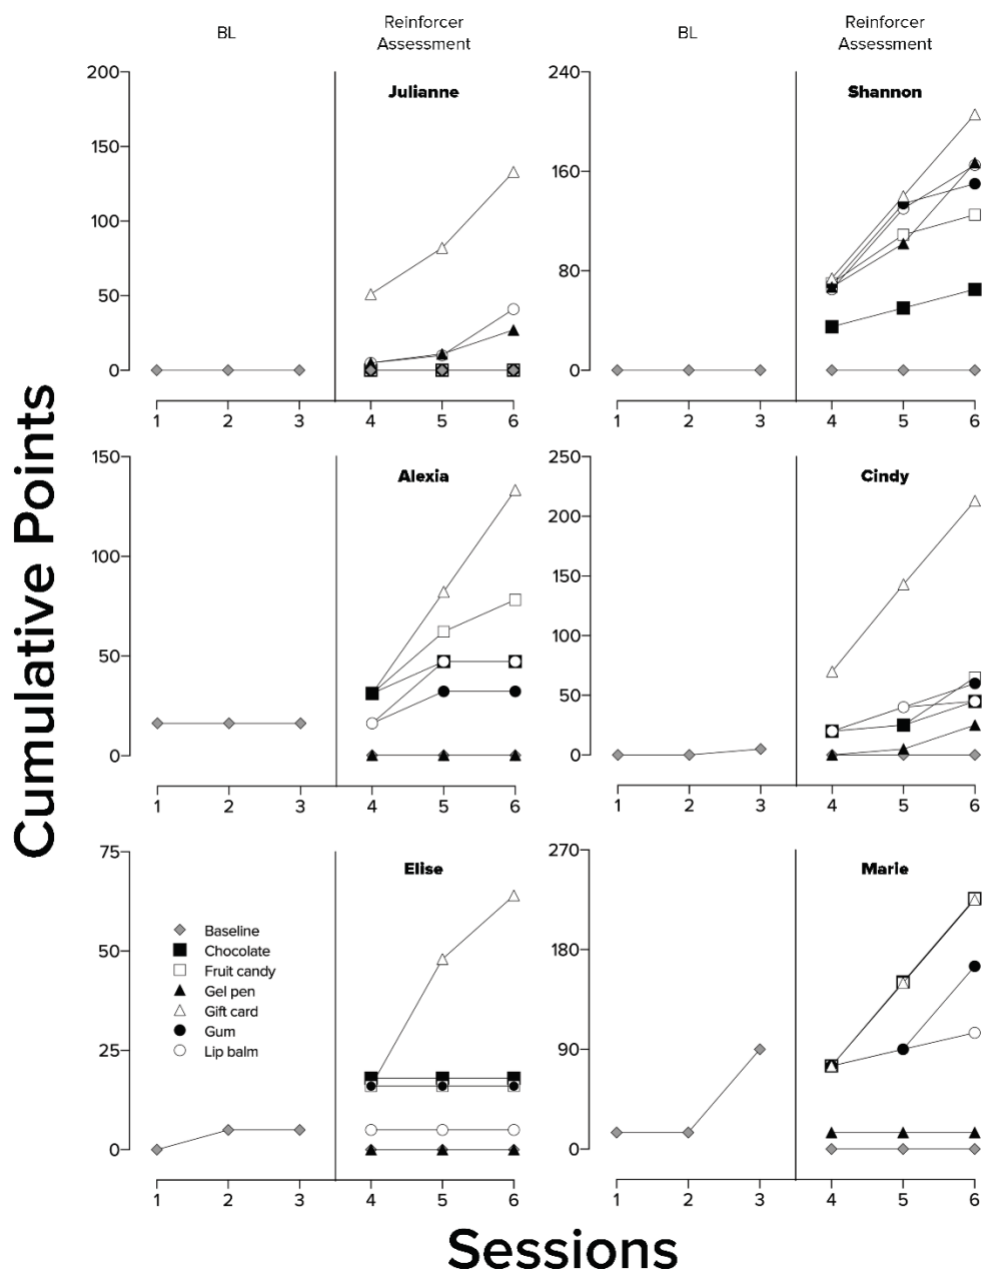 BL
Reinforcer
Assessment
BL
Reinforcer
Assessment
200
150
100
50
0
Julianne
1 2 3 4 5 6
240
160
80
0
Shannon
1 2 3 4 5 6
Cumulative Points
150
100
50
0
Alexia
1 2 3 4 5 6
250
200
150
100
50
0
Cindy
1 2 3 4 5 6
75
50
25
0
Elise
Baseline
Chocolate
Fruit candy
Gel pen
Gift card
Gum
Lip balm
1 2 3 4 5 6
270
180
90
0
Marie
1 2 3 4 5 6
Sessions